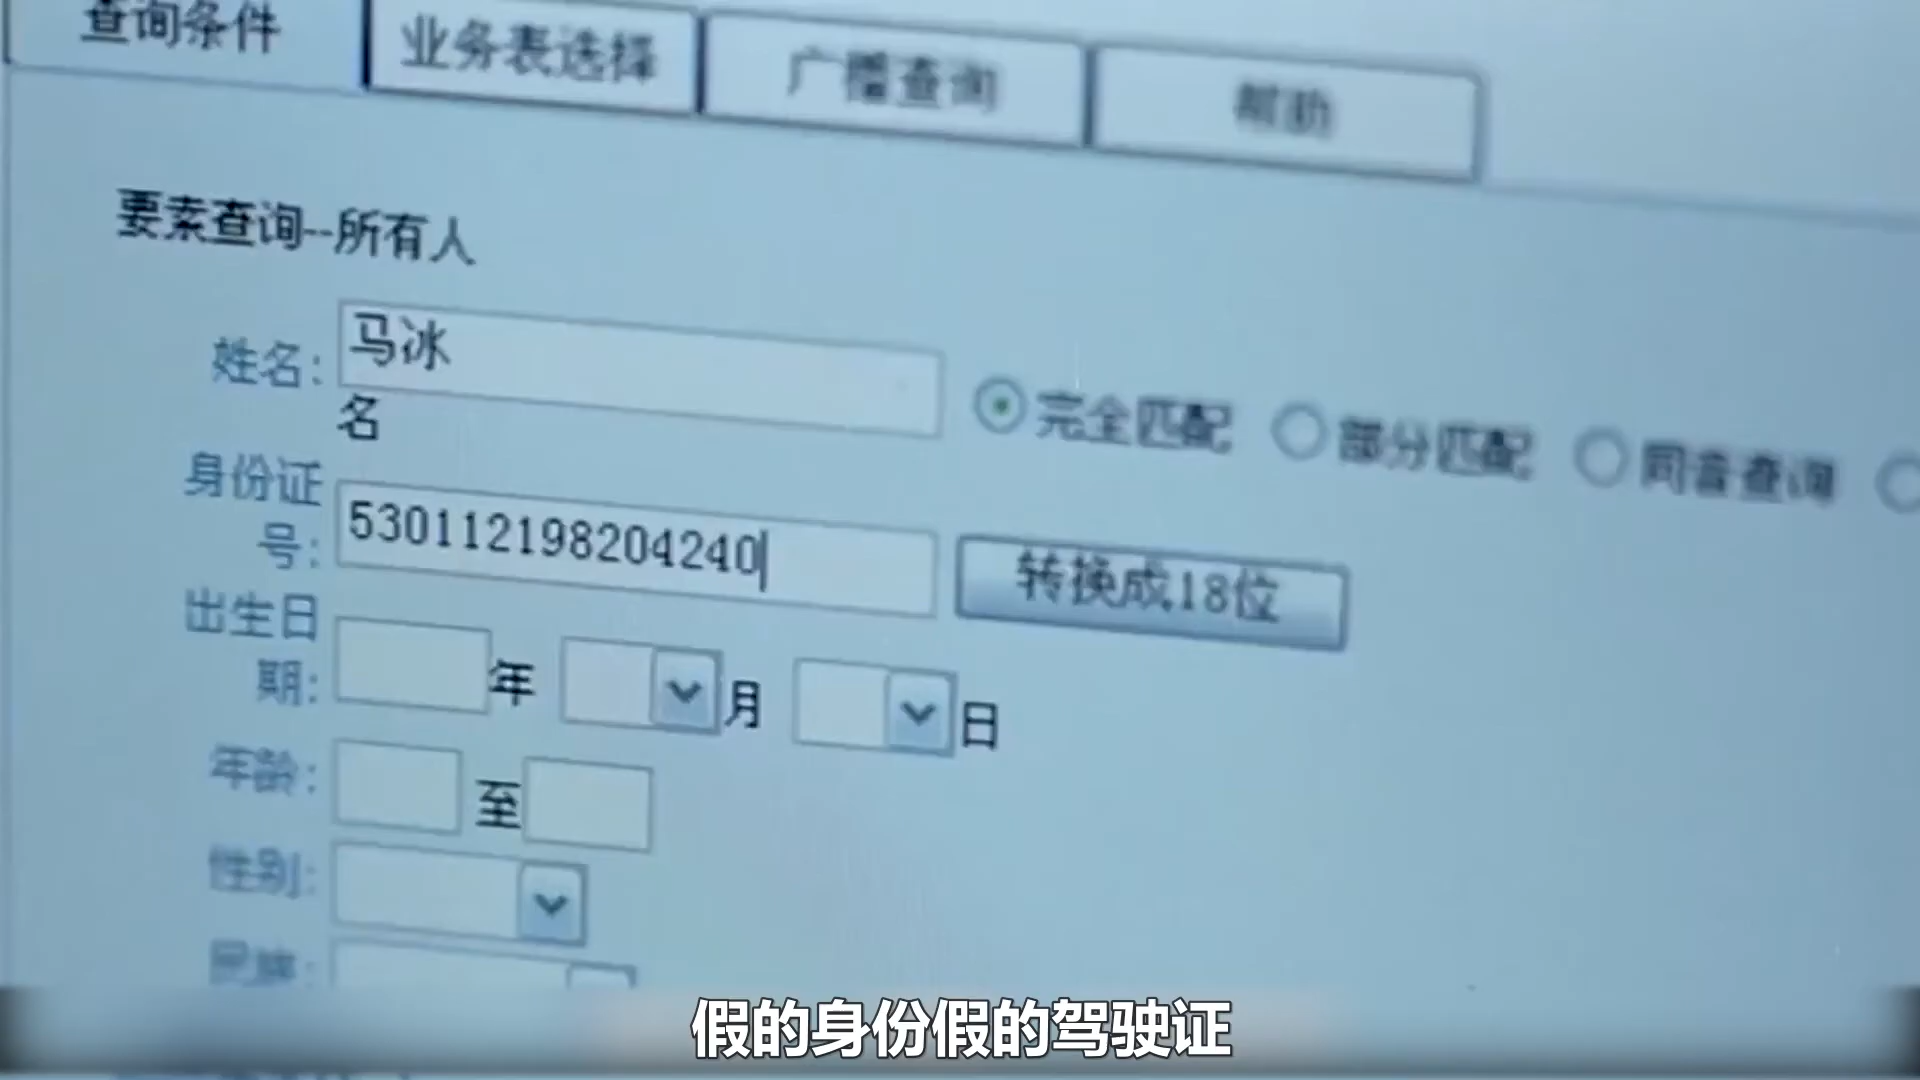 查询条件 业务表选择 广播查询 帮助
要素查询--所有人
姓名: 马冰 完全匹配 部分匹配 同音查询
名
身份证号: 530112198204240 转换成18位
出生日期: 年 月 日
年龄: 至
性别:
民族:
假的身份假的驾驶证